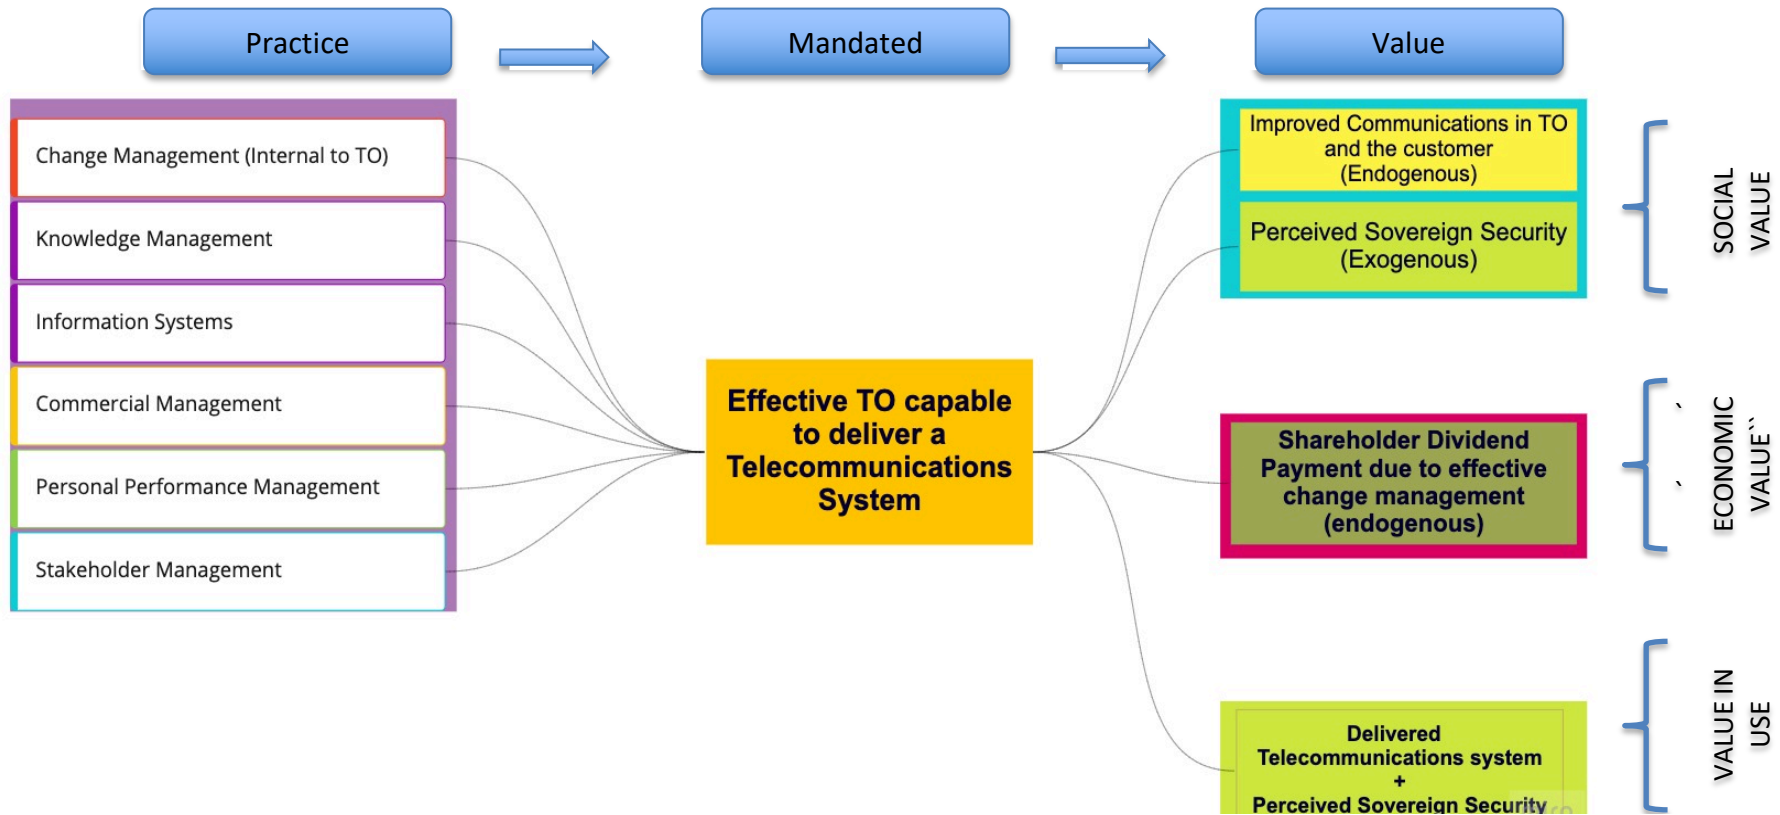 Practice
Mandated
Value
Change Management (Internal to TO)
Knowledge Management
Information Systems
Commercial Management
Personal Performance Management
Stakeholder Management
Effective TO capable
to deliver a
Telecommunications
System
Improved Communications in TO
and the customer
(Endogenous)
Perceived Sovereign Security
(Exogenous)
Shareholder Dividend
Payment due to effective
change management
(endogenous)
Delivered
Telecommunications system
+
Perceived Sovereign Security
SOCIAL
VALUE
`
`
ECONOMIC
VALUE``
VALUE IN
USE